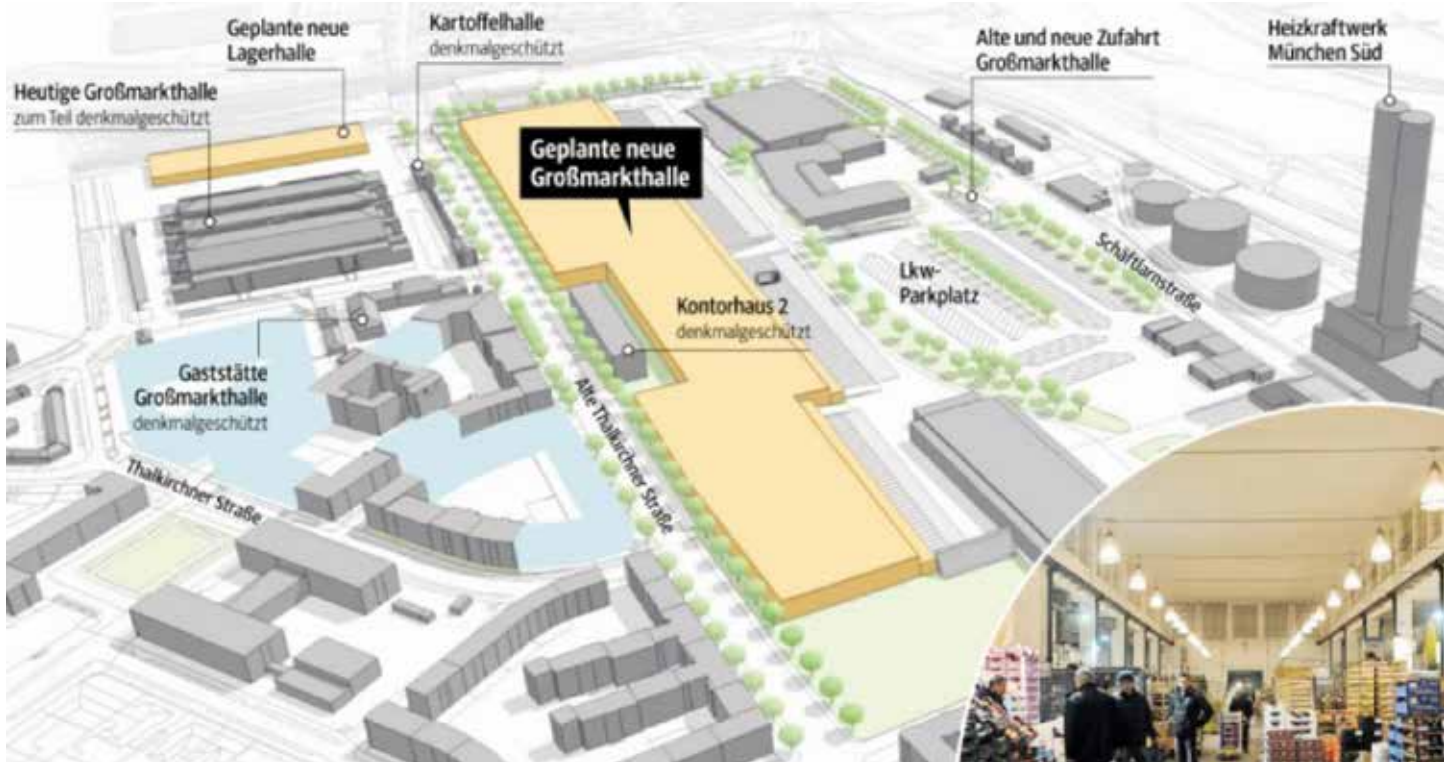 Geplante neue
Lagerhalle
Kartoffelhalle
denkmalgeschützt
Alte und neue Zufahrt
Großmarkthalle
Heizkraftwerk
München Süd
Heutige Großmarkthalle
zum Teil denkmalgeschützt
Geplante neue
Großmarkthalle
Schäftlarnstraße
Lkw-
Parkplatz
Kontorhaus 2
denkmalgeschützt
Gaststätte
Großmarkthalle
denkmalgeschützt
Alte Thalkirchner Straße
Thalkirchner Straße